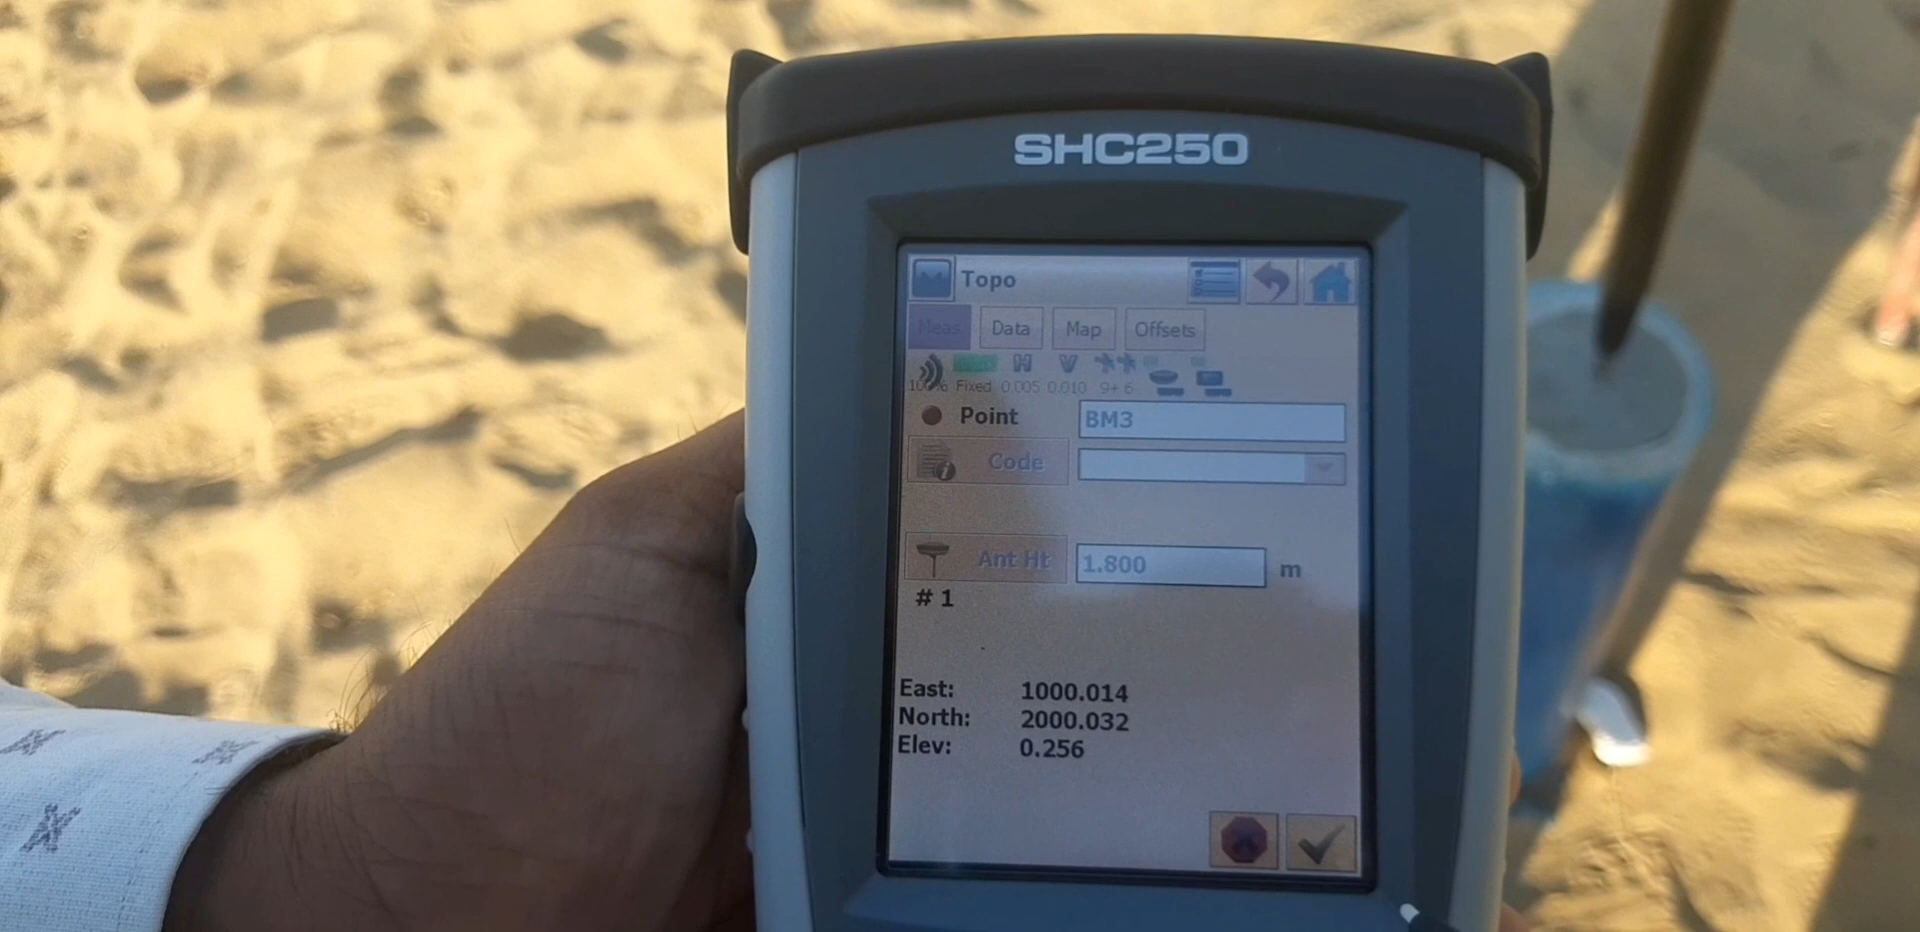 SHC250
Topo
Meas Data Map Offsets
H V
100% Fixed 0.005 0.010 9+6
Point BM3
Code
Ant Ht 1.800 m
# 1
East: 1000.014
North: 2000.032
Elev: 0.256